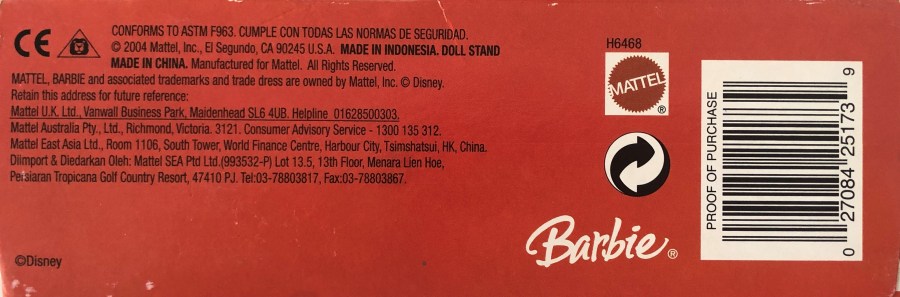 CE
CONFORMS TO ASTM F963. CUMPLE CON TODAS LAS NORMAS DE SEGURIDAD.
© 2004 Mattel, Inc., El Segundo, CA 90245 U.S.A. MADE IN INDONESIA. DOLL STAND
MADE IN CHINA. Manufactured for Mattel. All Rights Reserved.
MATTEL, BARBIE and associated trademarks and trade dress are owned by Mattel, Inc. © Disney.
Retain this address for future reference:
Mattel U.K. Ltd., Vanwall Business Park, Maidenhead SL6 4UB. Helpline 01628500303.
Mattel Australia Pty., Ltd., Richmond, Victoria. 3121. Consumer Advisory Service - 1300 135 312.
Mattel East Asia Ltd., Room 1106, South Tower, World Finance Centre, Harbour City, Tsimshatsui, HK, China.
Diimport & Diedarkan Oleh: Mattel SEA Ptd Ltd.(993532-P) Lot 13.5, 13th Floor, Menara Lien Hoe,
Persiaran Tropicana Golf Country Resort, 47410 PJ. Tel:03-78803817, Fax:03-78803867.
©Disney
H6468
MATTEL
®
Barbie®
PROOF OF PURCHASE
0 27084 25173 9